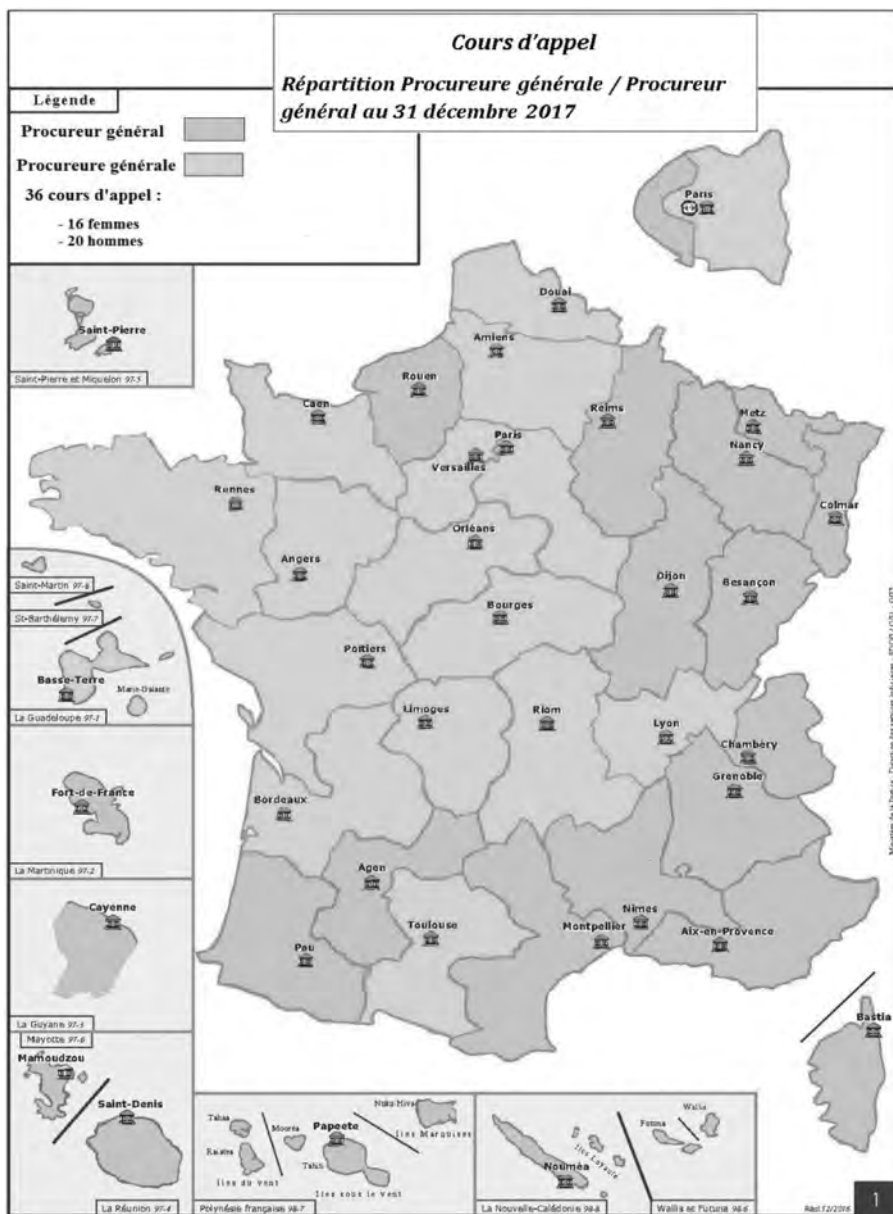 Cours d'appel
Répartition Procureure générale / Procureur
général au 31 décembre 2017
Légende
Procureur général
Procureure générale
36 cours d'appel :
- 16 femmes
- 20 hommes
Paris
Saint-Pierre
Saint-Pierre et Miquelon 97-5
Douai
Amiens
Rouen
Caen
Reims
Metz
Nancy
Paris
Versailles
Rennes
Colmar
Orléans
Angers
Dijon
Besançon
Bourges
Saint-Martin 97-8
St-Barthélemy 97-7
Basse-Terre
Marie-Galante
La Guadeloupe 97-1
Poitiers
Limoges
Riom
Lyon
Chambéry
Grenoble
Fort-de-France
La Martinique 97-2
Bordeaux
Agen
Cayenne
La Guyane 97-3
Toulouse
Nîmes
Montpellier
Aix-en-Provence
Pau
Bastia
Mayotte 97-6
Mamoudzou
Saint-Denis
La Réunion 97-4
Tahaa
Raiatea
Iles du Vent
Mooréa
Papeete
Tahiti
Iles sous le Vent
Nuku-Hiva
Iles Marquises
Polynésie française 98-7
Iles Loyauté
Nouméa
La Nouvelle-Calédonie 98-8
Futuna
Wallis
Wallis et Futuna 98-6
1